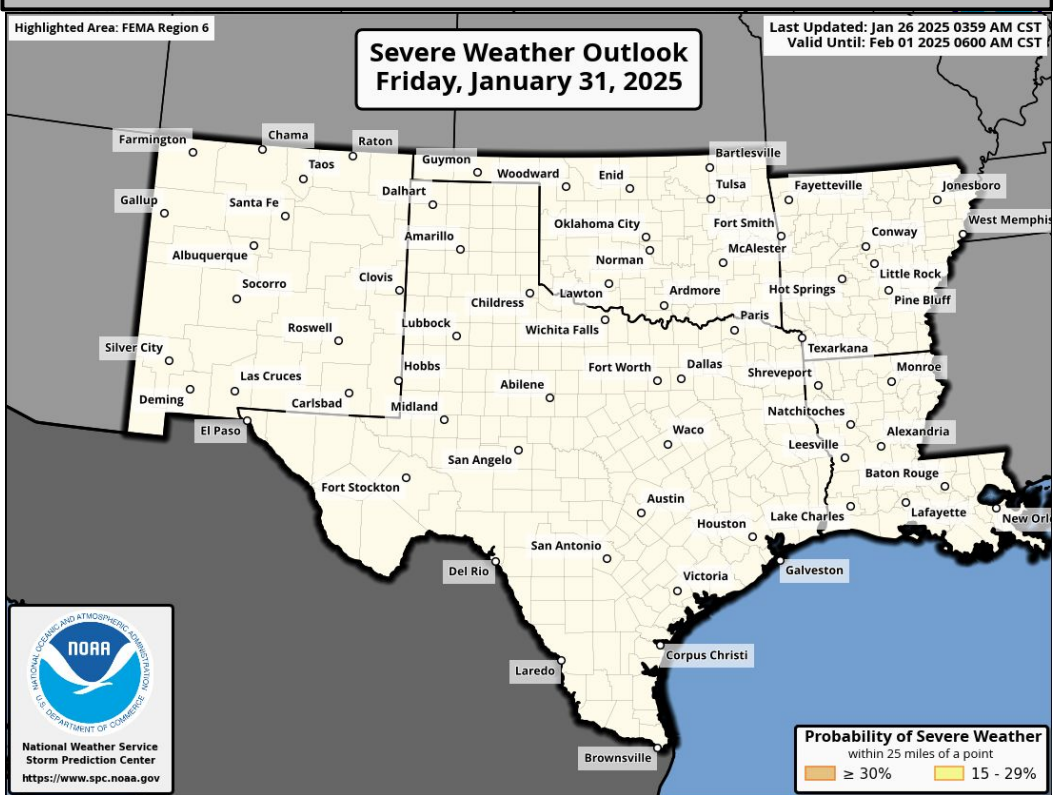 Highlighted Area: FEMA Region 6
Severe Weather Outlook
Friday, January 31, 2025
Last Updated: Jan 26 2025 0359 AM CST
Valid Until: Feb 01 2025 0600 AM CST
Farmington
Chama
Raton
Taos
Guymon
Woodward
Enid
Bartlesville
Tulsa
Fayetteville
Jonesboro
Gallup
Santa Fe
Dalhart
Oklahoma City
Fort Smith
West Memphis
Amarillo
Conway
Albuquerque
Norman
McAlester
Little Rock
Socorro
Clovis
Childress
Lawton
Ardmore
Hot Springs
Pine Bluff
Roswell
Lubbock
Wichita Falls
Paris
Texarkana
Silver City
Hobbs
Fort Worth
Dallas
Shreveport
Monroe
Las Cruces
Abilene
Deming
Carlsbad
Midland
Natchitoches
El Paso
Waco
Leesville
Alexandria
San Angelo
Baton Rouge
Fort Stockton
Austin
Houston
Lake Charles
Lafayette
New Orl
San Antonio
Del Rio
Victoria
Galveston
Corpus Christi
Laredo
Brownsville
NATIONAL OCEANIC AND ATMOSPHERIC ADMINISTRATION
NOAA
U.S. DEPARTMENT OF COMMERCE
National Weather Service
Storm Prediction Center
https://www.spc.noaa.gov
Probability of Severe Weather
within 25 miles of a point
≥ 30%
15 - 29%